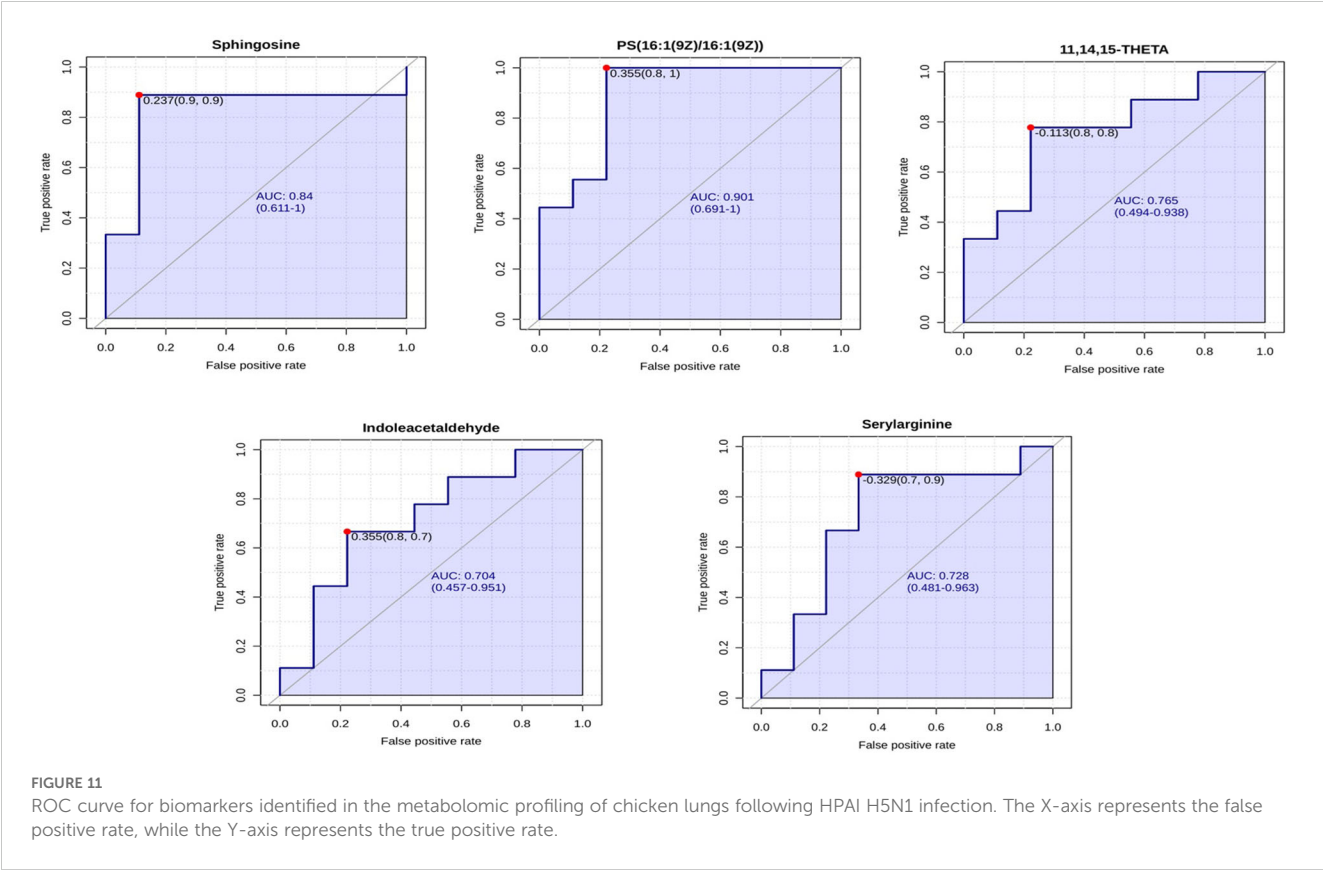 Sphingosine
1.0
0.8
0.6
0.4
0.2
0.0
True positive rate
0.237(0.9, 0.9)
AUC: 0.84
(0.611-1)
0.0 0.2 0.4 0.6 0.8 1.0
False positive rate
PS(16:1(9Z)/16:1(9Z))
1.0
0.8
0.6
0.4
0.2
0.0
True positive rate
0.355(0.8, 1)
AUC: 0.901
(0.691-1)
0.0 0.2 0.4 0.6 0.8 1.0
False positive rate
11,14,15-THETA
1.0
0.8
0.6
0.4
0.2
0.0
True positive rate
-0.113(0.8, 0.8)
AUC: 0.765
(0.494-0.938)
0.0 0.2 0.4 0.6 0.8 1.0
False positive rate
Indoleacetaldehyde
1.0
0.8
0.6
0.4
0.2
0.0
True positive rate
0.355(0.8, 0.7)
AUC: 0.704
(0.457-0.951)
0.0 0.2 0.4 0.6 0.8 1.0
False positive rate
Serylarginine
1.0
0.8
0.6
0.4
0.2
0.0
True positive rate
-0.329(0.7, 0.9)
AUC: 0.728
(0.481-0.963)
0.0 0.2 0.4 0.6 0.8 1.0
False positive rate
FIGURE 11
ROC curve for biomarkers identified in the metabolomic profiling of chicken lungs following HPAI H5N1 infection. The X-axis represents the false
positive rate, while the Y-axis represents the true positive rate.